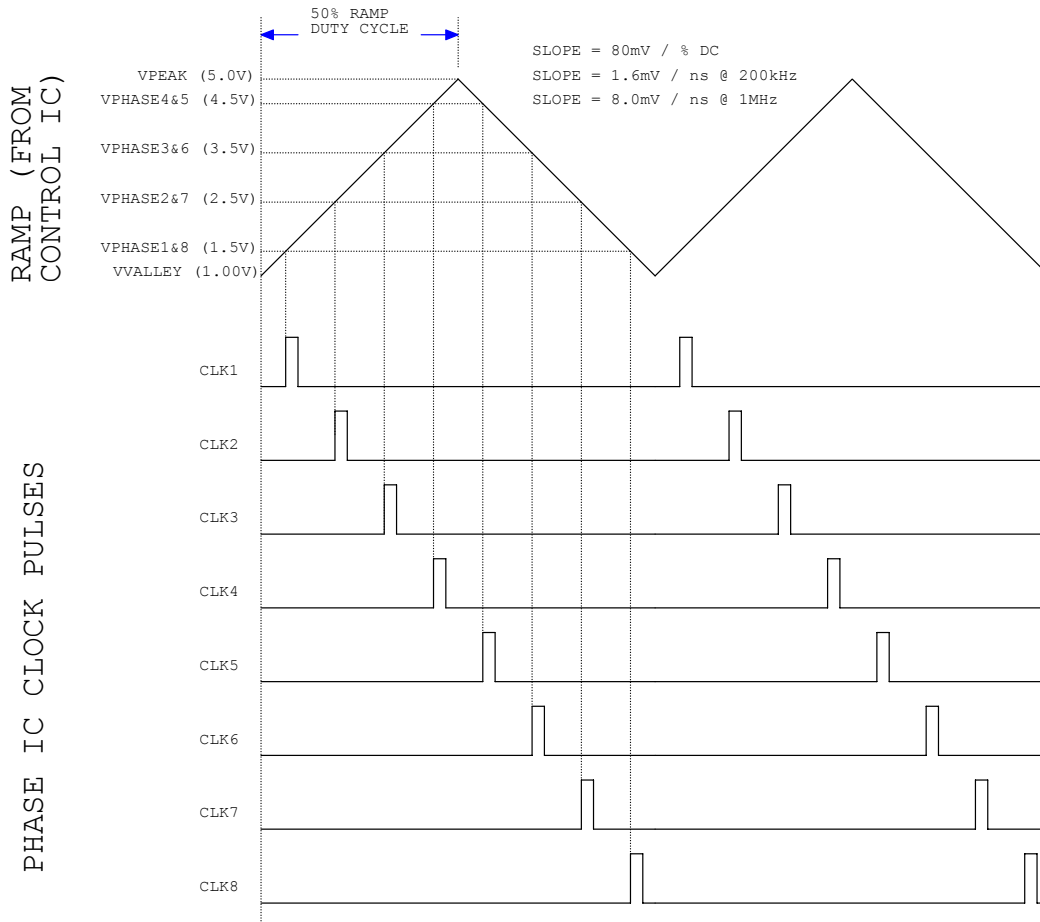 50% RAMP
DUTY CYCLE
SLOPE = 80mV / % DC
SLOPE = 1.6mV / ns @ 200kHz
SLOPE = 8.0mV / ns @ 1MHz
RAMP (FROM
CONTROL IC)
VPEAK (5.0V)
VPHASE4&5 (4.5V)
VPHASE3&6 (3.5V)
VPHASE2&7 (2.5V)
VPHASE1&8 (1.5V)
VVALLEY (1.00V)
PHASE IC CLOCK PULSES
CLK1
CLK2
CLK3
CLK4
CLK5
CLK6
CLK7
CLK8